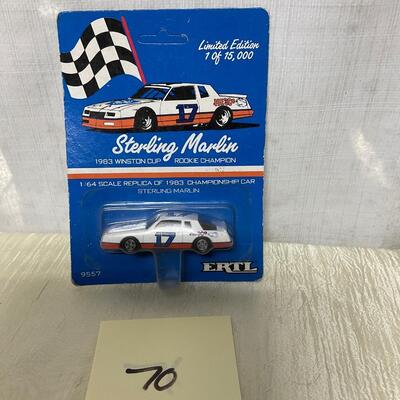 Limited Edition
1 of 15,000
17
Sterling Marlin
1983 WINSTON CUP ROOKIE CHAMPION
1/64 SCALE REPLICA OF 1983 CHAMPIONSHIP CAR
STERLING MARLIN
17
ERTL
9557
70